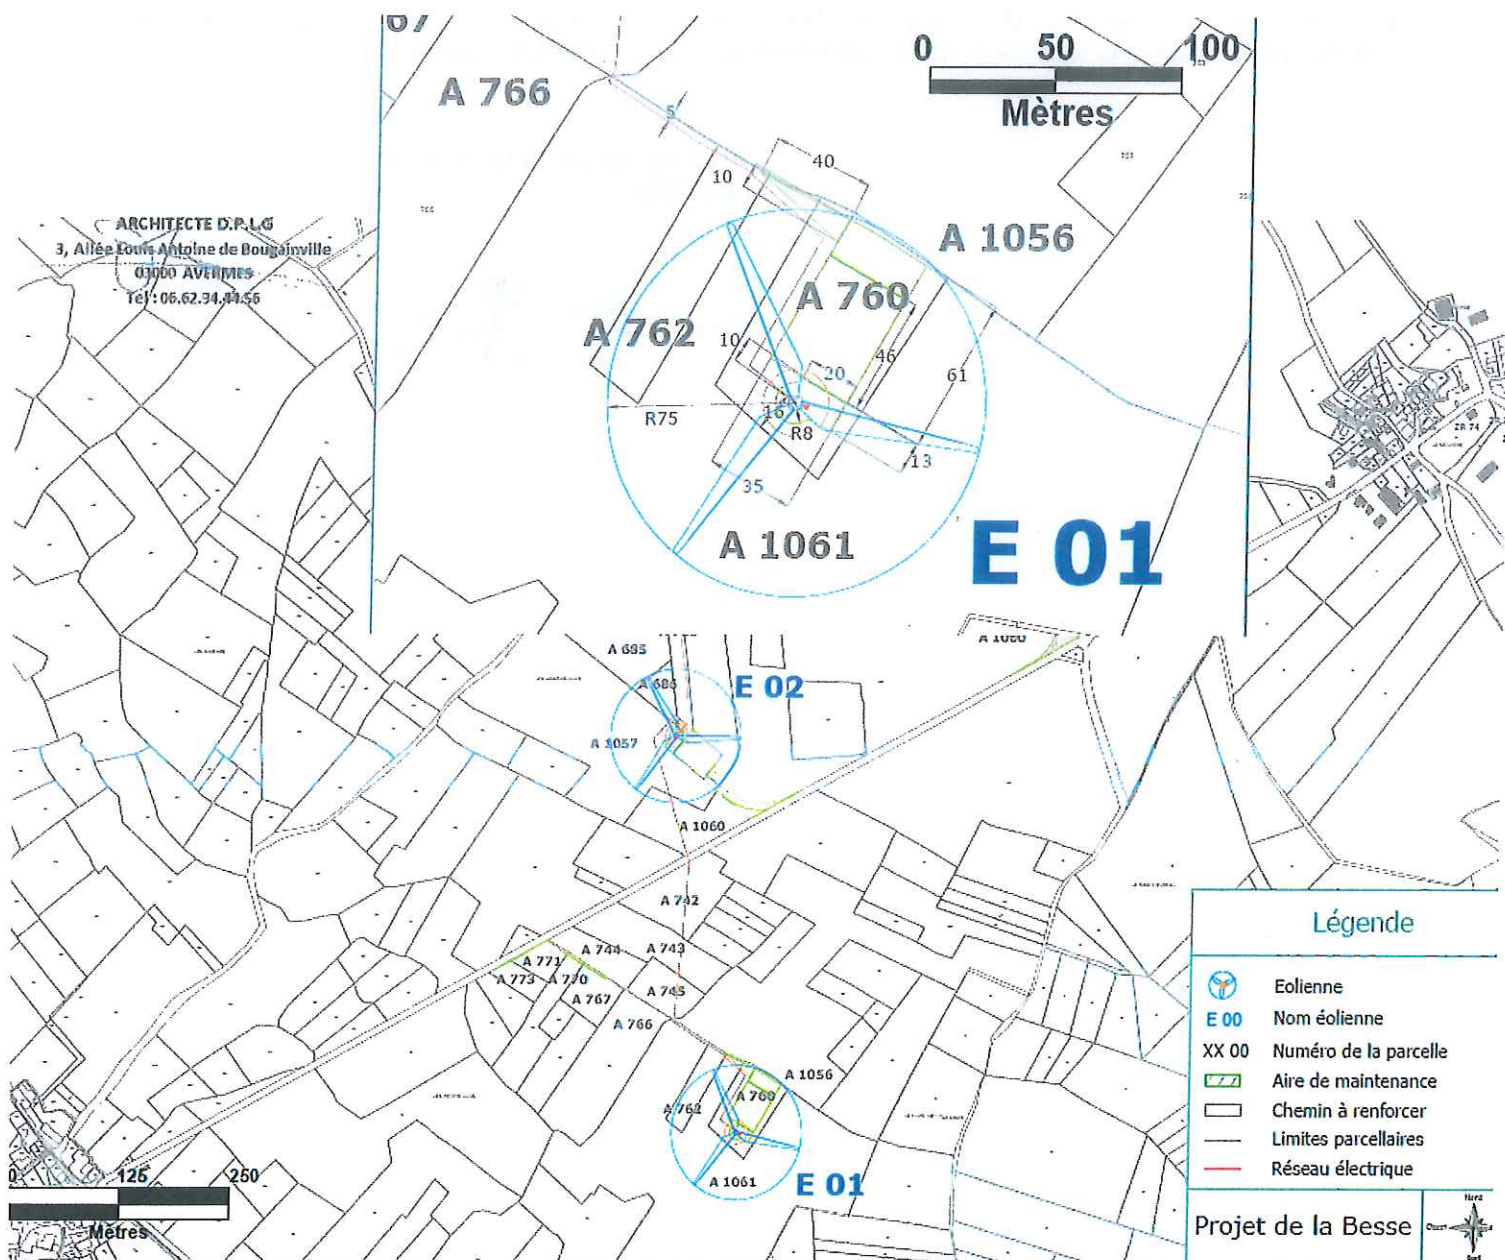 67
A 766
0 50 100
Mètres
5
40
10
A 1056
A 760
A 762
10
20
46
61
R75
16
R8
13
35
A 1061
E 01
ARCHITECTE D.P.L.G
3, Allée Louis Antoine de Bougainville
03000 AVERMES
Tél : 06.62.34.44.56
ZR 74
A 695
A 686
E 02
A 1057
A 1060
A 1060
A 742
A 744
A 743
A 771
A 773
A 770
A 767
A 745
A 766
A 1056
A 760
A 762
A 1061
E 01
0 125 250
Mètres
Légende
Eolienne
E 00 Nom éolienne
XX 00 Numéro de la parcelle
Aire de maintenance
Chemin à renforcer
Limites parcellaires
Réseau électrique
Projet de la Besse
Nord